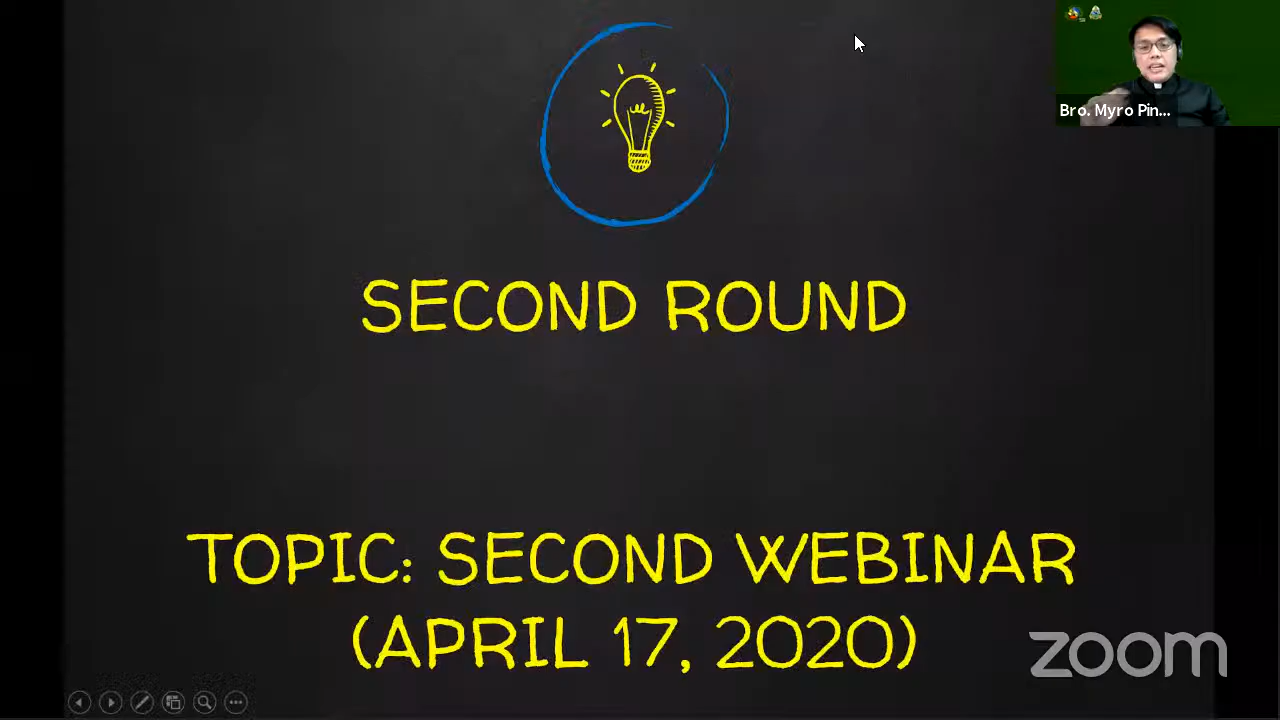 Bro. Myro Pin...
SECOND ROUND
TOPIC: SECOND WEBINAR
(APRIL 17, 2020)
zoom